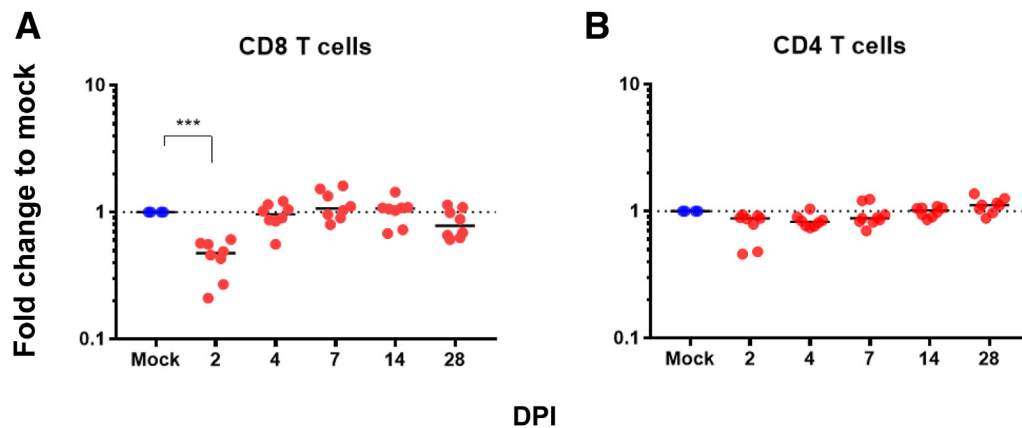 A
CD8 T cells
Fold change to mock
10
1
0.1
***
Mock 2 4 7 14 28
B
CD4 T cells
10
1
0.1
Mock 2 4 7 14 28
DPI